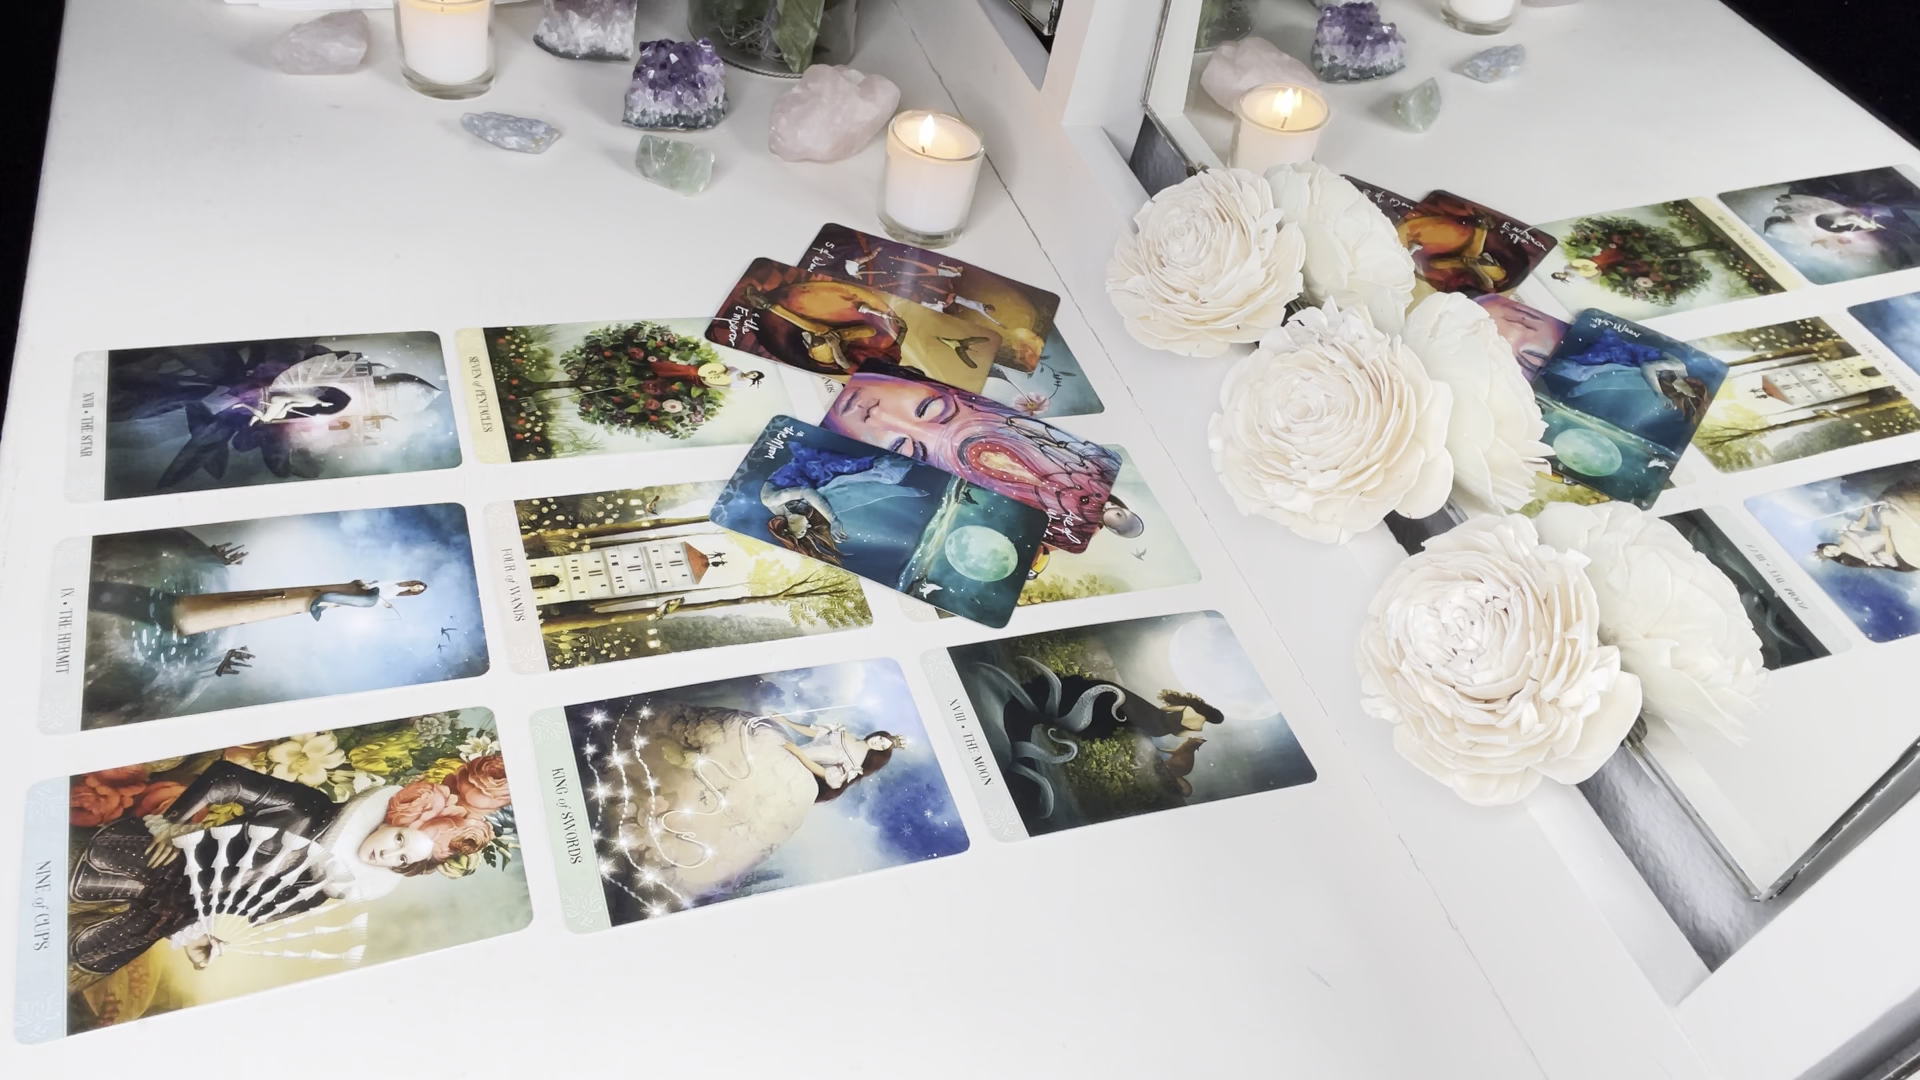 XVII • THE STAR
SEVEN of PENTACLES
IX • THE HERMIT
FOUR of WANDS
NINE of CUPS
KING of SWORDS
XVIII • THE MOON
the
Emperor
the Moon